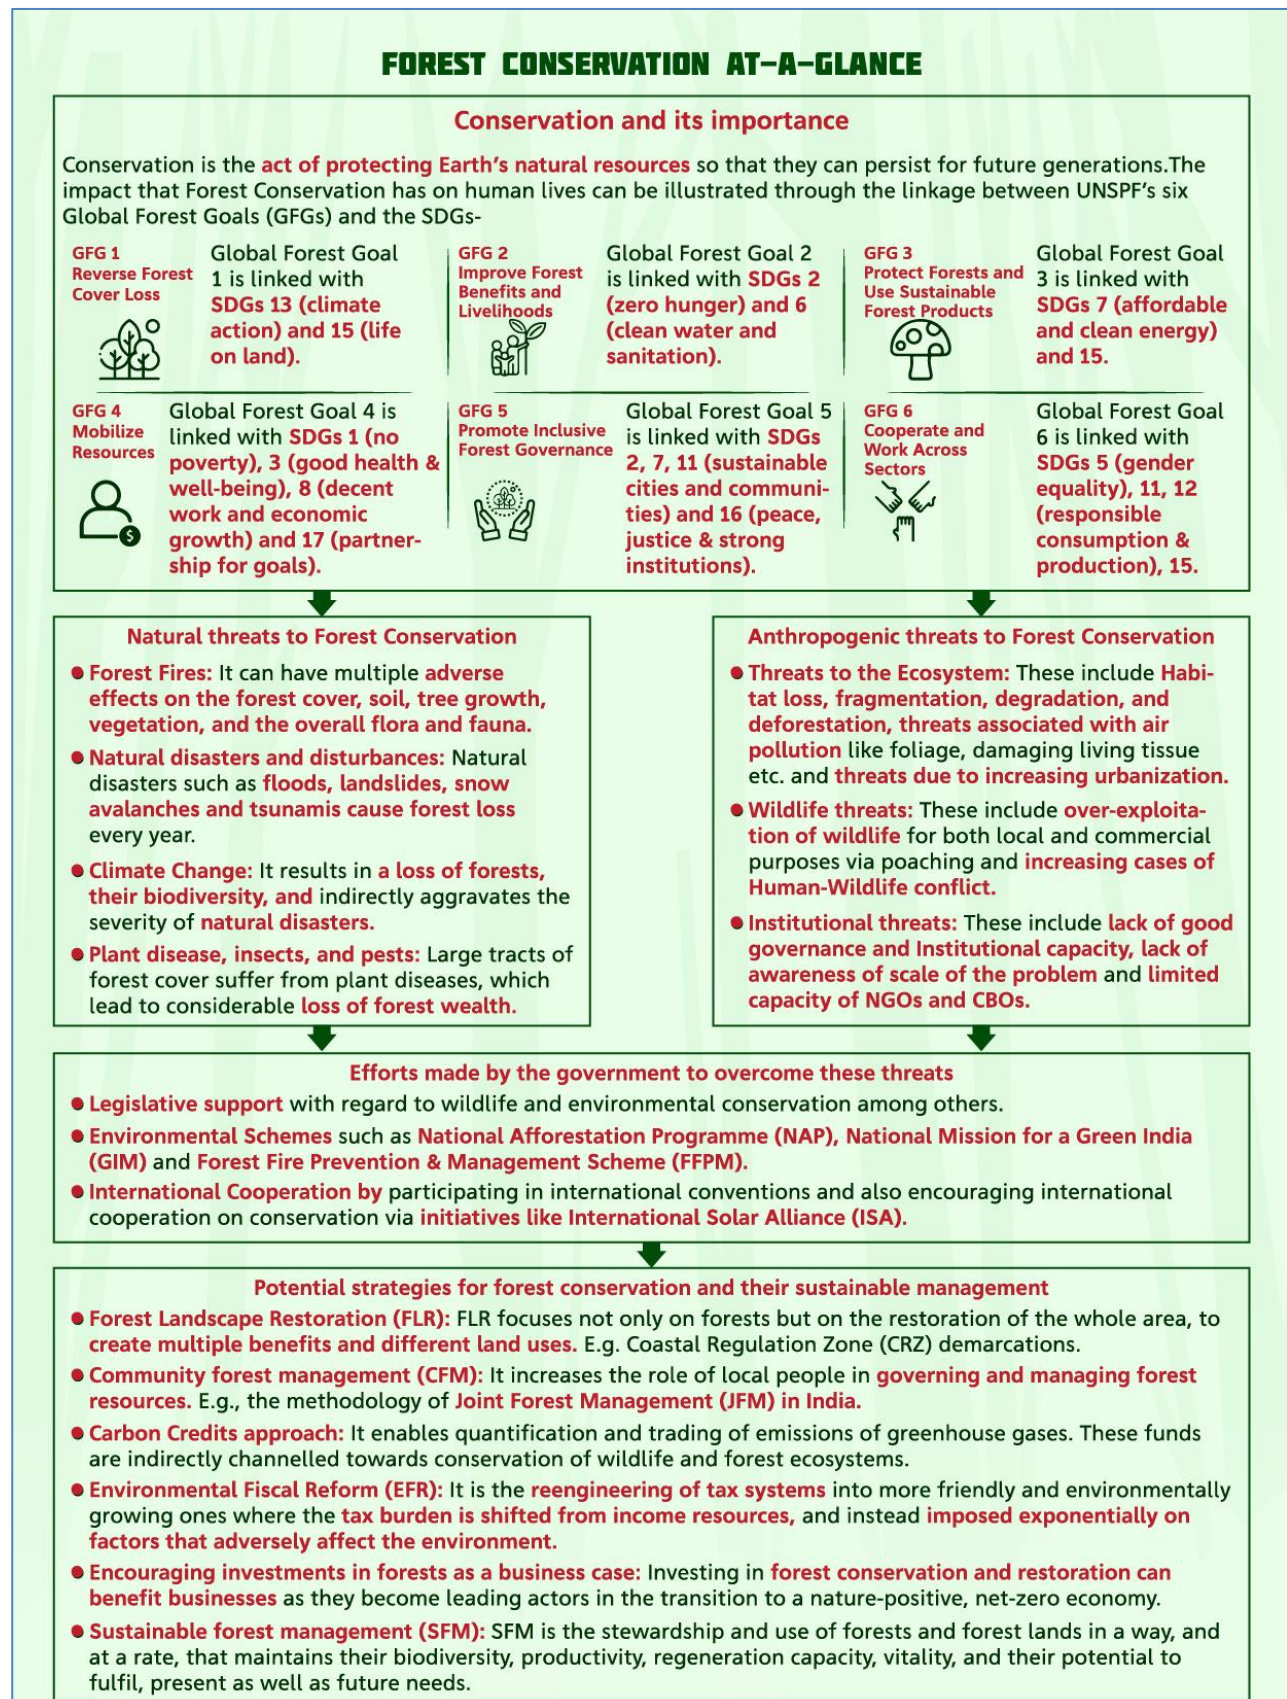 FOREST CONSERVATION AT-A-GLANCE
Conservation and its importance
Conservation is the act of protecting Earth's natural resources so that they can persist for future generations.The
impact that Forest Conservation has on human lives can be illustrated through the linkage between UNSPF's six
Global Forest Goals (GFGs) and the SDGs-
GFG 1
Reverse Forest
Cover Loss
Global Forest Goal
1 is linked with
SDGs 13 (climate
action) and 15 (life
on land).
GFG 2
Improve Forest
Benefits and
Livelihoods
Global Forest Goal 2
is linked with SDGs 2
(zero hunger) and 6
(clean water and
sanitation).
GFG 3
Protect Forests and
Use Sustainable
Forest Products
Global Forest Goal
3 is linked with
SDGs 7 (affordable
and clean energy)
and 15.
GFG 4
Mobilize
Resources
Global Forest Goal 4 is
linked with SDGs 1 (no
poverty), 3 (good health &
well-being), 8 (decent
work and economic
growth) and 17 (partner-
ship for goals).
GFG 5
Promote Inclusive
Forest Governance
Global Forest Goal 5
is linked with SDGs
2, 7, 11 (sustainable
cities and communi-
ties) and 16 (peace,
justice & strong
institutions).
GFG 6
Cooperate and
Work Across
Sectors
Global Forest Goal
6 is linked with
SDGs 5 (gender
equality), 11, 12
(responsible
consumption &
production), 15.
Natural threats to Forest Conservation
● Forest Fires: It can have multiple adverse
effects on the forest cover, soil, tree growth,
vegetation, and the overall flora and fauna.
● Natural disasters and disturbances: Natural
disasters such as floods, landslides, snow
avalanches and tsunamis cause forest loss
every year.
● Climate Change: It results in a loss of forests,
their biodiversity, and indirectly aggravates the
severity of natural disasters.
● Plant disease, insects, and pests: Large tracts of
forest cover suffer from plant diseases, which
lead to considerable loss of forest wealth.
Anthropogenic threats to Forest Conservation
● Threats to the Ecosystem: These include Habi-
tat loss, fragmentation, degradation, and
deforestation, threats associated with air
pollution like foliage, damaging living tissue
etc. and threats due to increasing urbanization.
● Wildlife threats: These include over-exploita-
tion of wildlife for both local and commercial
purposes via poaching and increasing cases of
Human-Wildlife conflict.
● Institutional threats: These include lack of good
governance and Institutional capacity, lack of
awareness of scale of the problem and limited
capacity of NGOs and CBOs.
Efforts made by the government to overcome these threats
● Legislative support with regard to wildlife and environmental conservation among others.
● Environmental Schemes such as National Afforestation Programme (NAP), National Mission for a Green India
(GIM) and Forest Fire Prevention & Management Scheme (FFPM).
● International Cooperation by participating in international conventions and also encouraging international
cooperation on conservation via initiatives like International Solar Alliance (ISA).
Potential strategies for forest conservation and their sustainable management
● Forest Landscape Restoration (FLR): FLR focuses not only on forests but on the restoration of the whole area, to
create multiple benefits and different land uses. E.g. Coastal Regulation Zone (CRZ) demarcations.
● Community forest management (CFM): It increases the role of local people in governing and managing forest
resources. E.g., the methodology of Joint Forest Management (JFM) in India.
● Carbon Credits approach: It enables quantification and trading of emissions of greenhouse gases. These funds
are indirectly channelled towards conservation of wildlife and forest ecosystems.
● Environmental Fiscal Reform (EFR): It is the reengineering of tax systems into more friendly and environmentally
growing ones where the tax burden is shifted from income resources, and instead imposed exponentially on
factors that adversely affect the environment.
● Encouraging investments in forests as a business case: Investing in forest conservation and restoration can
benefit businesses as they become leading actors in the transition to a nature-positive, net-zero economy.
● Sustainable forest management (SFM): SFM is the stewardship and use of forests and forest lands in a way, and
at a rate, that maintains their biodiversity, productivity, regeneration capacity, vitality, and their potential to
fulfil, present as well as future needs.